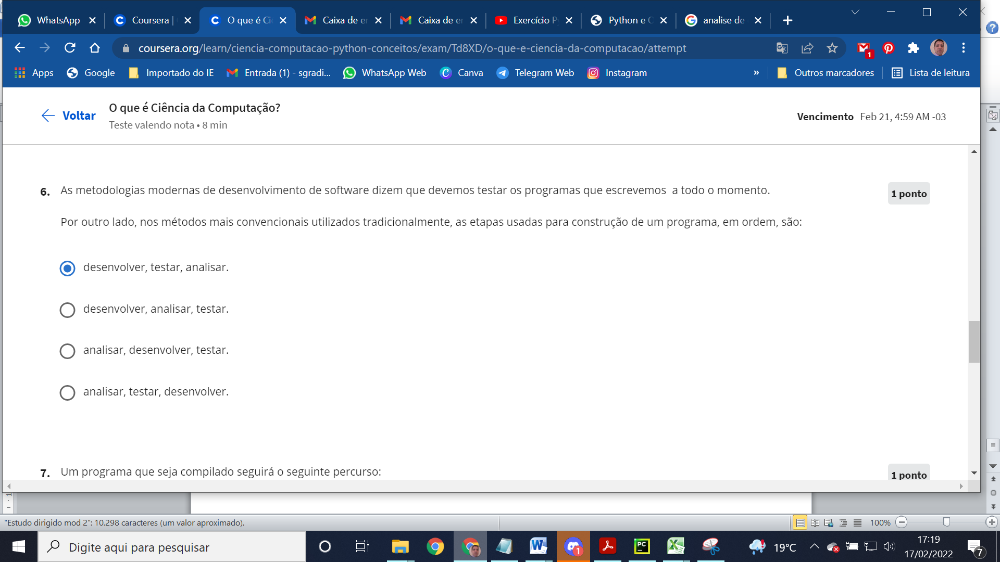 WhatsApp
Coursera |
O que é Ci
Caixa de er
Caixa de er
Exercício P
Python e C
analise de
coursera.org/learn/ciencia-computacao-python-conceitos/exam/Td8XD/o-que-e-ciencia-da-computacao/attempt
1
Apps
Google
Importado do IE
Entrada (1) - sgradi...
WhatsApp Web
Canva
Telegram Web
Instagram
»
Outros marcadores
Lista de leitura
Voltar
O que é Ciência da Computação?
Teste valendo nota • 8 min
Vencimento Feb 21, 4:59 AM -03
6. As metodologias modernas de desenvolvimento de software dizem que devemos testar os programas que escrevemos a todo o momento.
1 ponto
Por outro lado, nos métodos mais convencionais utilizados tradicionalmente, as etapas usadas para construção de um programa, em ordem, são:
desenvolver, testar, analisar.
desenvolver, analisar, testar.
analisar, desenvolver, testar.
analisar, testar, desenvolver.
7. Um programa que seja compilado seguirá o seguinte percurso:
1 ponto
"Estudo dirigido mod 2": 10.298 caracteres (um valor aproximado).
100%
Digite aqui para pesquisar
1
PC
19°C
17:19
17/02/2022
7